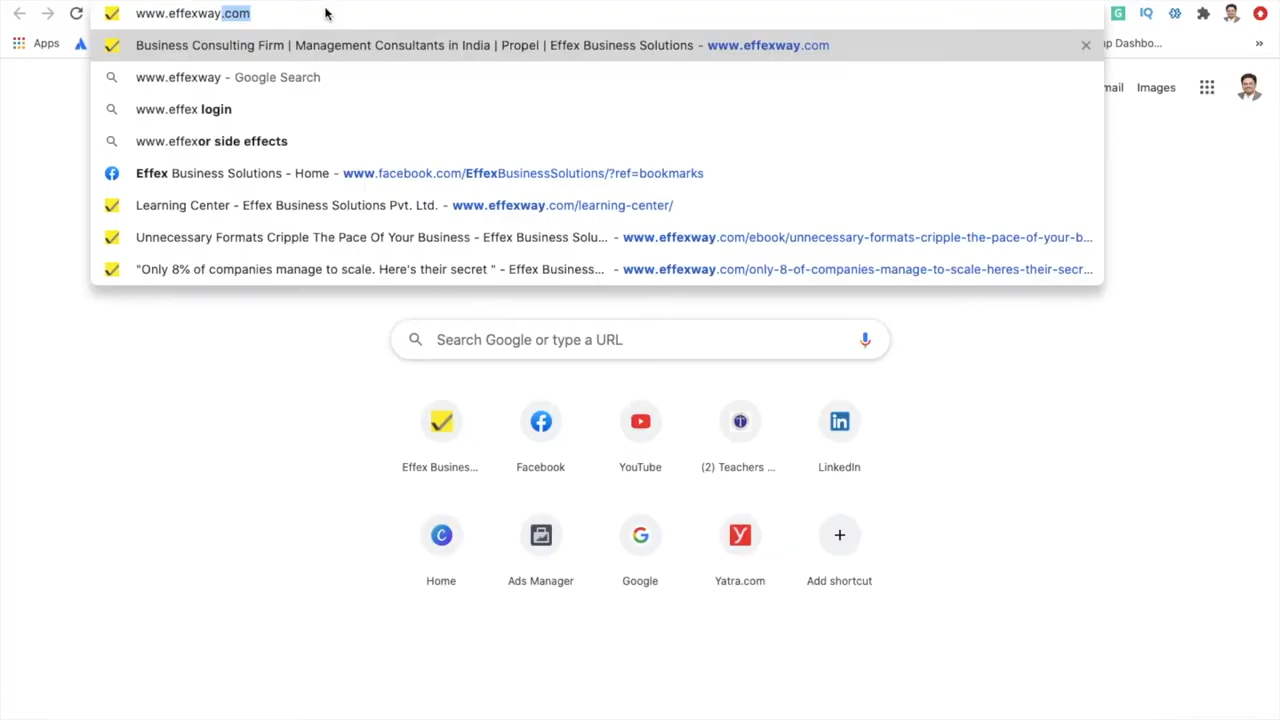 www.effexway.com
Apps
Business Consulting Firm | Management Consultants in India | Propel | Effex Business Solutions - www.effexway.com
p Dashbo...
www.effexway - Google Search
mail Images
www.effex login
www.effexor side effects
Effex Business Solutions - Home - www.facebook.com/EffexBusinessSolutions/?ref=bookmarks
Learning Center - Effex Business Solutions Pvt. Ltd. - www.effexway.com/learning-center/
Unnecessary Formats Cripple The Pace Of Your Business - Effex Business Solu... - www.effexway.com/ebook/unnecessary-formats-cripple-the-pace-of-your-b...
"Only 8% of companies manage to scale. Here's their secret " - Effex Business... - www.effexway.com/only-8-of-companies-manage-to-scale-heres-their-secr...
Search Google or type a URL
Effex Busines... Facebook YouTube (2) Teachers ... LinkedIn
Home Ads Manager Google Yatra.com Add shortcut